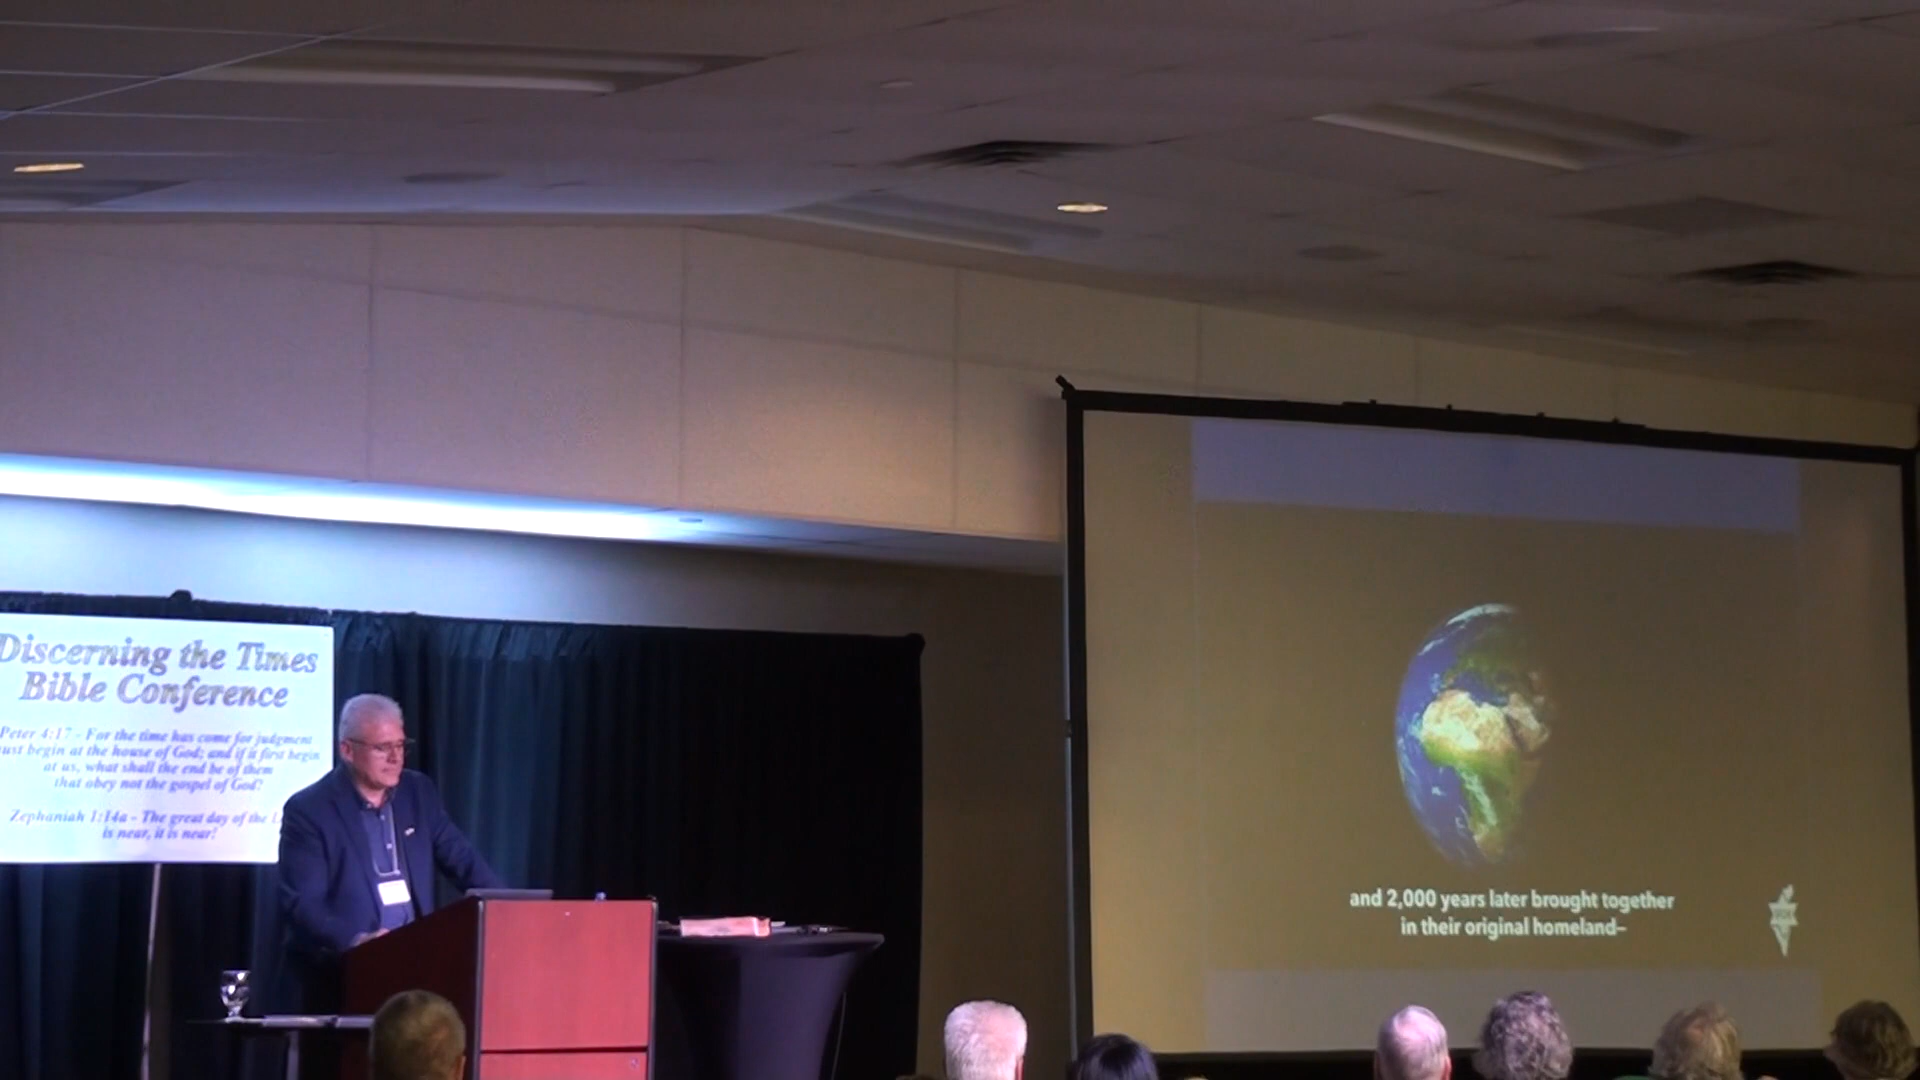 Discerning the Times
Bible Conference
Peter 4:17 - For the time has come for judgment
must begin at the house of God; and if it first begin
at us, what shall the end be of them
that obey not the gospel of God?
Zephaniah 1:14a - The great day of the
is near, it is near!
and 2,000 years later brought together
in their original homeland–